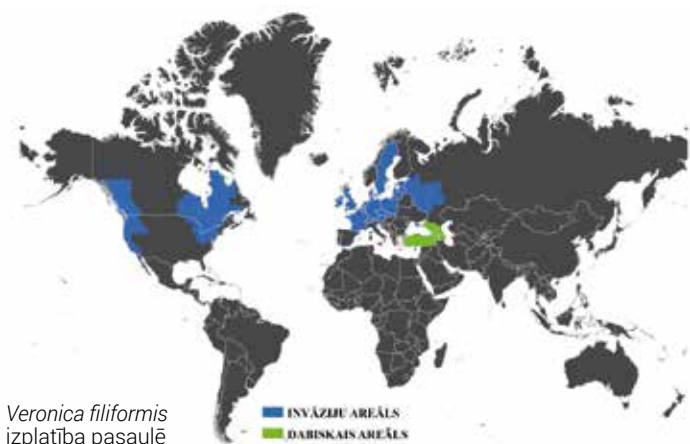 Veronica filiformis
izplatība pasaulē
INVĀZIJU AREĀLS
DABISKAIS AREĀLS